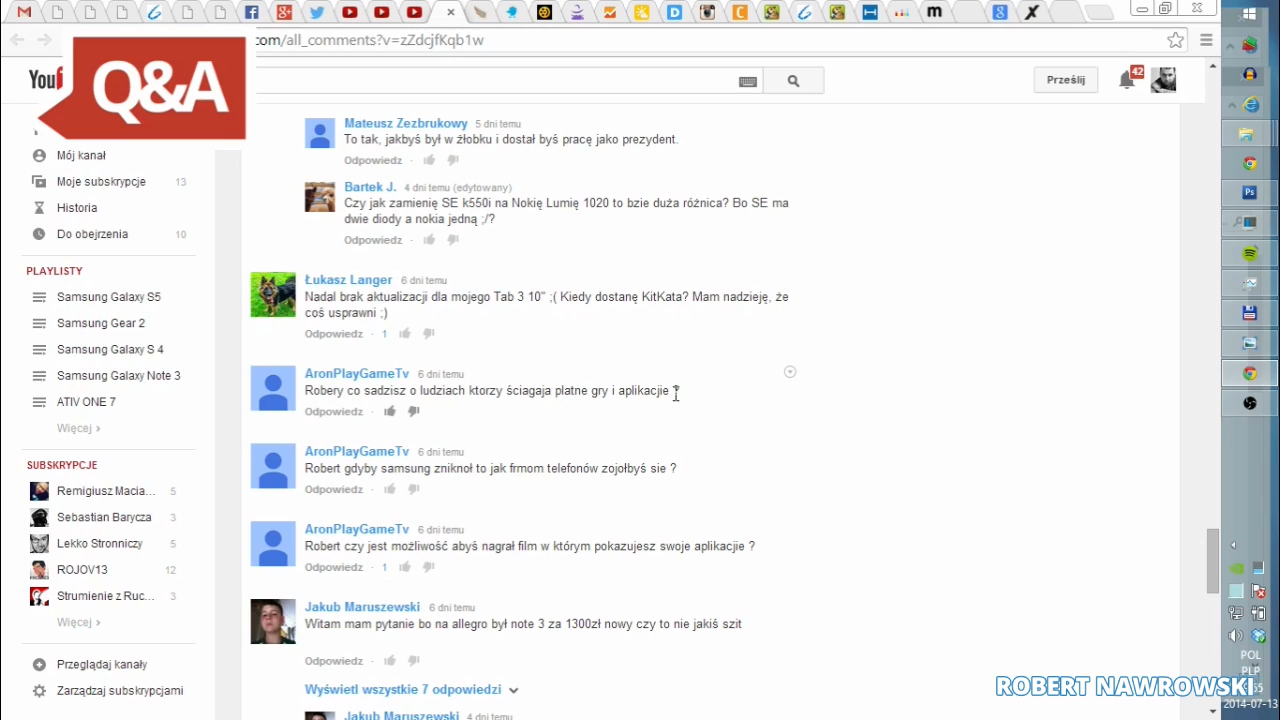 com/all_comments?v=zZdcjfKqb1w
You
Q&A
Prześlij
42
Mój kanał
Moje subskrypcje 13
Historia
Do obejrzenia 10
PLAYLISTY
Samsung Galaxy S5
Samsung Gear 2
Samsung Galaxy S 4
Samsung Galaxy Note 3
ATIV ONE 7
Więcej ›
SUBSKRYPCJE
Remigiusz Macia... 5
Sebastian Barycza 3
Lekko Stronniczy 5
ROJOV13 12
Strumienie z Ruc... 3
Więcej ›
Przeglądaj kanały
Zarządzaj subskrypcjami
Mateusz Zezbrukowy 5 dni temu
To tak, jakbyś był w żłobku i dostał byś pracę jako prezydent.
Odpowiedz ·
Bartek J. 4 dni temu (edytowany)
Czy jak zamienię SE k550i na Nokię Lumię 1020 to bzie duża różnica? Bo SE ma
dwie diody a nokia jedną ;/?
Odpowiedz ·
Łukasz Langer 6 dni temu
Nadal brak aktualizacji dla mojego Tab 3 10" ;( Kiedy dostanę KitKata? Mam nadzieję, że
coś usprawni ;)
Odpowiedz · 1
AronPlayGameTv 6 dni temu
Robery co sadzisz o ludziach ktorzy ściagaja platne gry i aplikacjie ?
Odpowiedz ·
AronPlayGameTv 6 dni temu
Robert gdyby samsung zniknoł to jak frmom telefonów zojołbyś sie ?
Odpowiedz ·
AronPlayGameTv 6 dni temu
Robert czy jest możliwość abyś nagrał film w którym pokazujesz swoje aplikacjie ?
Odpowiedz · 1
Jakub Maruszewski 6 dni temu
Witam mam pytanie bo na allegro był note 3 za 1300zł nowy czy to nie jakiś szit
Odpowiedz ·
Wyświetl wszystkie 7 odpowiedzi
Jakub Maruszewski 4 dni temu
POL
PLP
ROBERT NAWROWSKI
2014-07-13